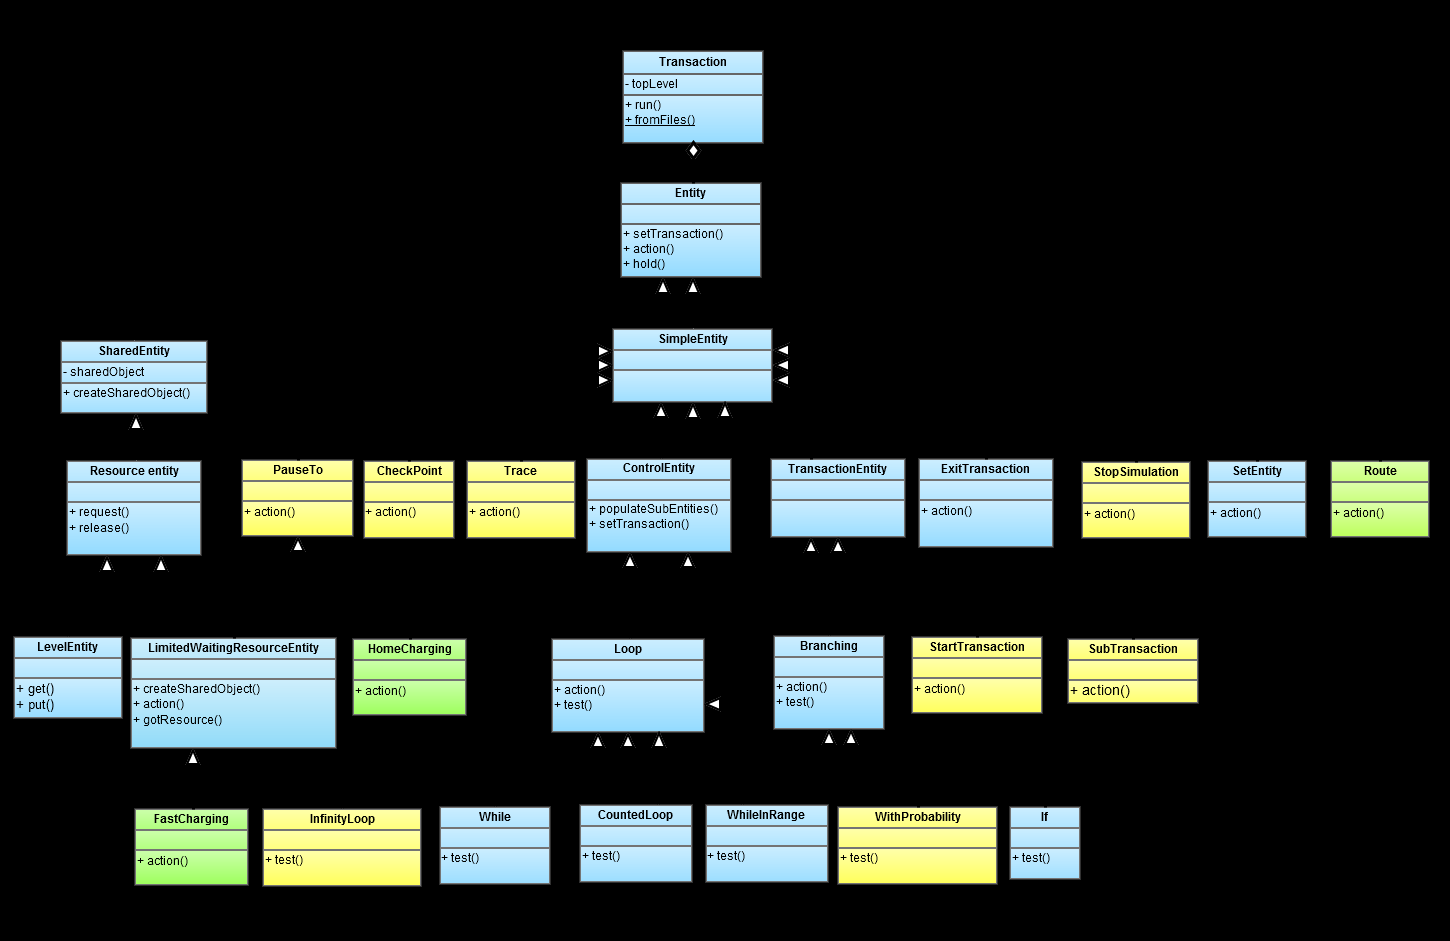 Transaction
- topLevel
+ run()
+ fromFiles()
Entity
+ setTransaction()
+ action()
+ hold()
SharedEntity
- sharedObject
+ createSharedObject()
SimpleEntity
Resource entity
+ request()
+ release()
PauseTo
+ action()
CheckPoint
+ action()
Trace
+ action()
ControlEntity
+ populateSubEntities()
+ setTransaction()
TransactionEntity
ExitTransaction
+ action()
StopSimulation
+ action()
SetEntity
+ action()
Route
+ action()
LevelEntity
+ get()
+ put()
LimitedWaitingResourceEntity
+ createSharedObject()
+ action()
+ gotResource()
HomeCharging
+ action()
Loop
+ action()
+ test()
Branching
+ action()
+ test()
StartTransaction
+ action()
SubTransaction
+ action()
FastCharging
+ action()
InfinityLoop
+ test()
While
+ test()
CountedLoop
+ test()
WhileInRange
+ test()
WithProbability
+ test()
If
+ test()